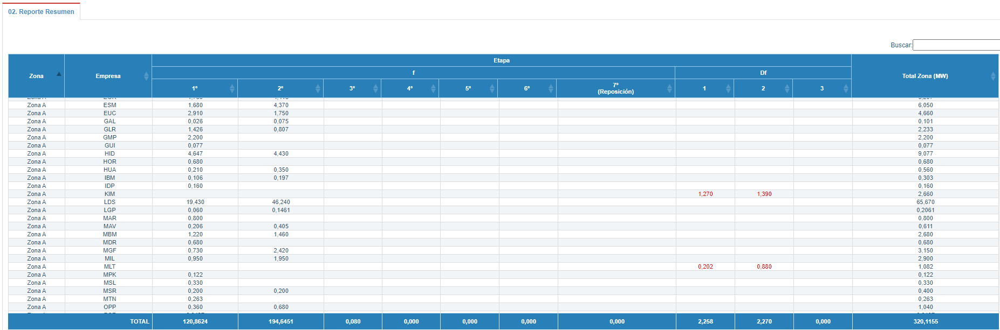 02. Reporte Resumen
Buscar:
Zona Empresa Etapa Total Zona (MW)
f Df
1º 2º 3º 4º 5º 6º 7º (Reposición) 1 2 3
Zona A ESM 1,680 4,370 6,050
Zona A EUC 2,910 1,750 4,660
Zona A GAL 0,026 0,075 0,101
Zona A GLR 1,426 0,807 2,233
Zona A GMP 2,200 2,200
Zona A GUI 0,077 0,077
Zona A HID 4,647 4,430 9,077
Zona A HOR 0,680 0,680
Zona A HUA 0,210 0,350 0,560
Zona A IBM 0,106 0,197 0,303
Zona A IDP 0,160 0,160
Zona A KIM 1,270 1,390 2,660
Zona A LDS 19,430 46,240 65,670
Zona A LGP 0,060 0,1461 0,2061
Zona A MAR 0,800 0,800
Zona A MAV 0,206 0,405 0,611
Zona A MBM 1,220 1,460 2,680
Zona A MDR 0,680 0,680
Zona A MGF 0,730 2,420 3,150
Zona A MIL 0,950 1,950 2,900
Zona A MLT 0,202 0,880 1,082
Zona A MPK 0,122 0,122
Zona A MSL 0,330 0,330
Zona A MSR 0,200 0,200 0,400
Zona A MTN 0,263 0,263
Zona A OPP 0,360 0,680 1,040
TOTAL 120,8624 194,6451 0,080 0,000 0,000 0,000 0,000 2,258 2,270 0,000 320,1155